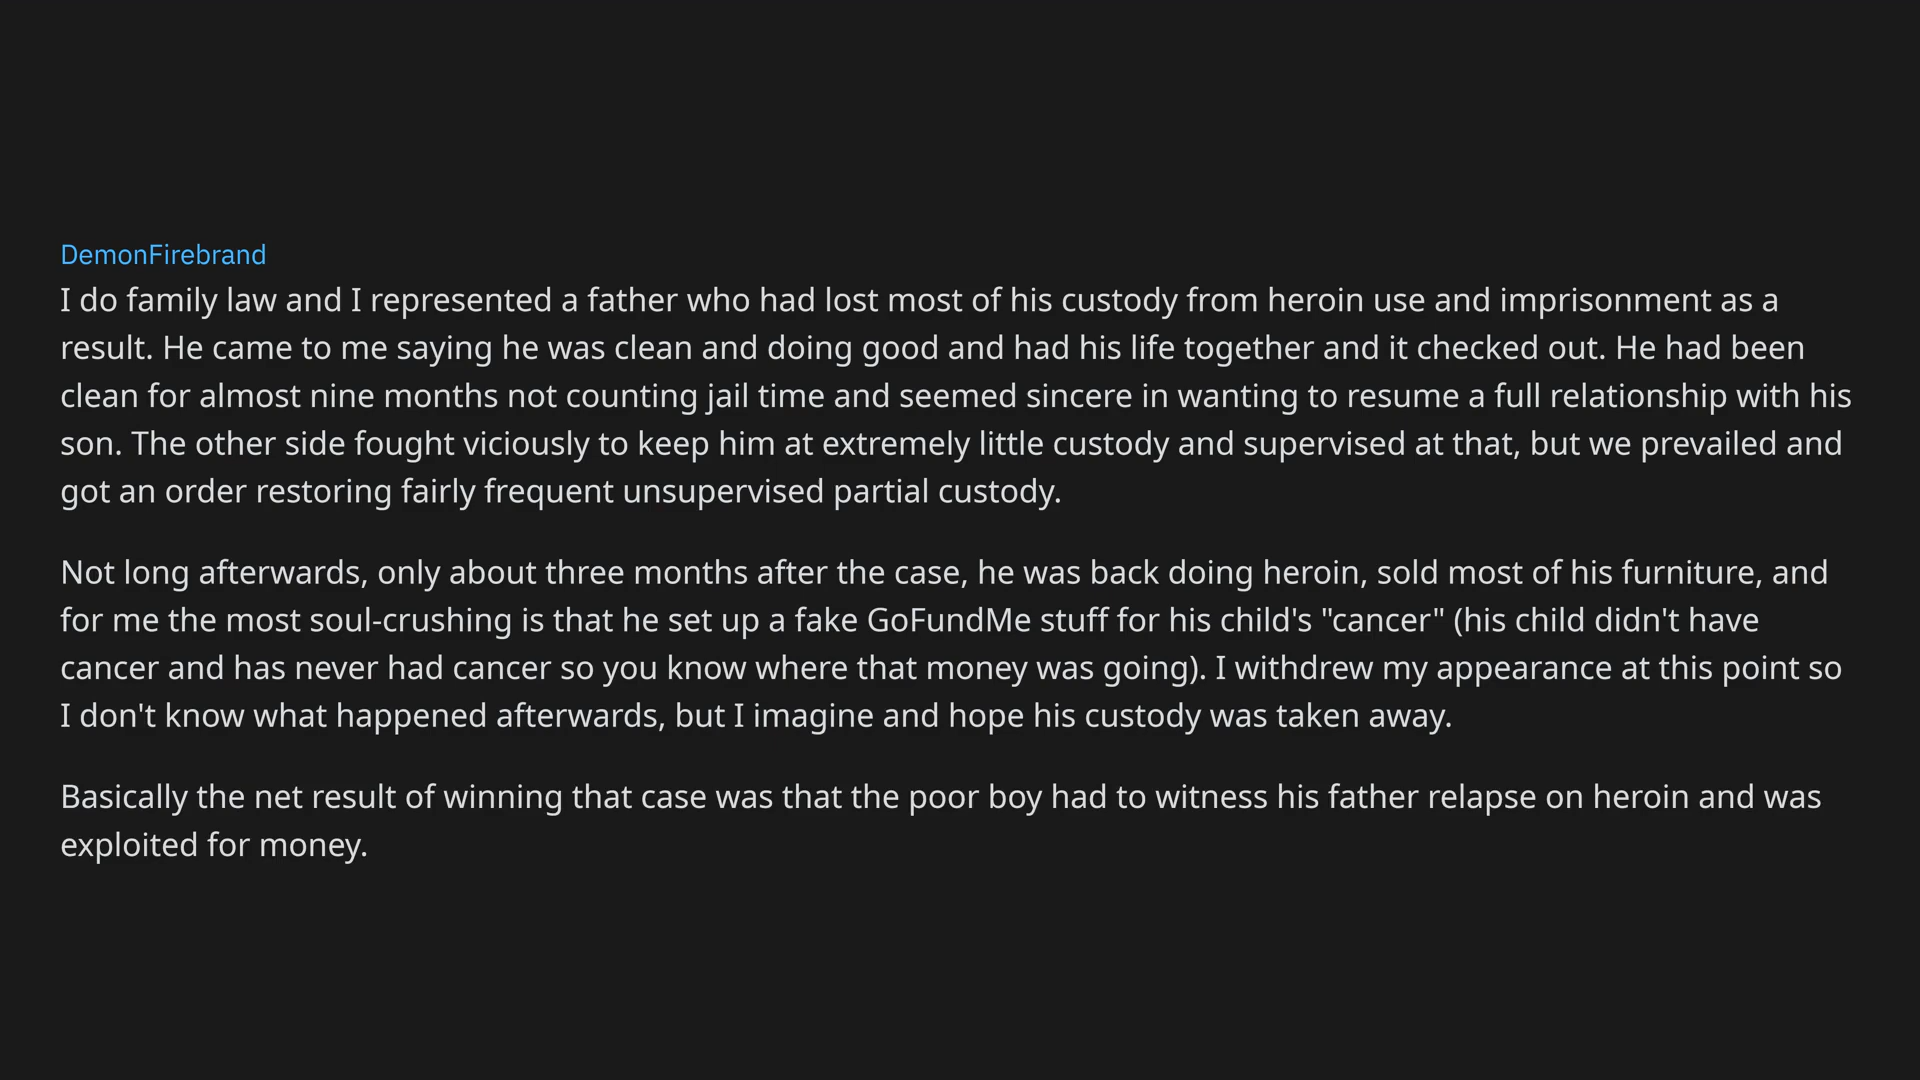 DemonFirebrand
I do family law and I represented a father who had lost most of his custody from heroin use and imprisonment as a
result. He came to me saying he was clean and doing good and had his life together and it checked out. He had been
clean for almost nine months not counting jail time and seemed sincere in wanting to resume a full relationship with his
son. The other side fought viciously to keep him at extremely little custody and supervised at that, but we prevailed and
got an order restoring fairly frequent unsupervised partial custody.
Not long afterwards, only about three months after the case, he was back doing heroin, sold most of his furniture, and
for me the most soul-crushing is that he set up a fake GoFundMe stuff for his child's "cancer" (his child didn't have
cancer and has never had cancer so you know where that money was going). I withdrew my appearance at this point so
I don't know what happened afterwards, but I imagine and hope his custody was taken away.
Basically the net result of winning that case was that the poor boy had to witness his father relapse on heroin and was
exploited for money.